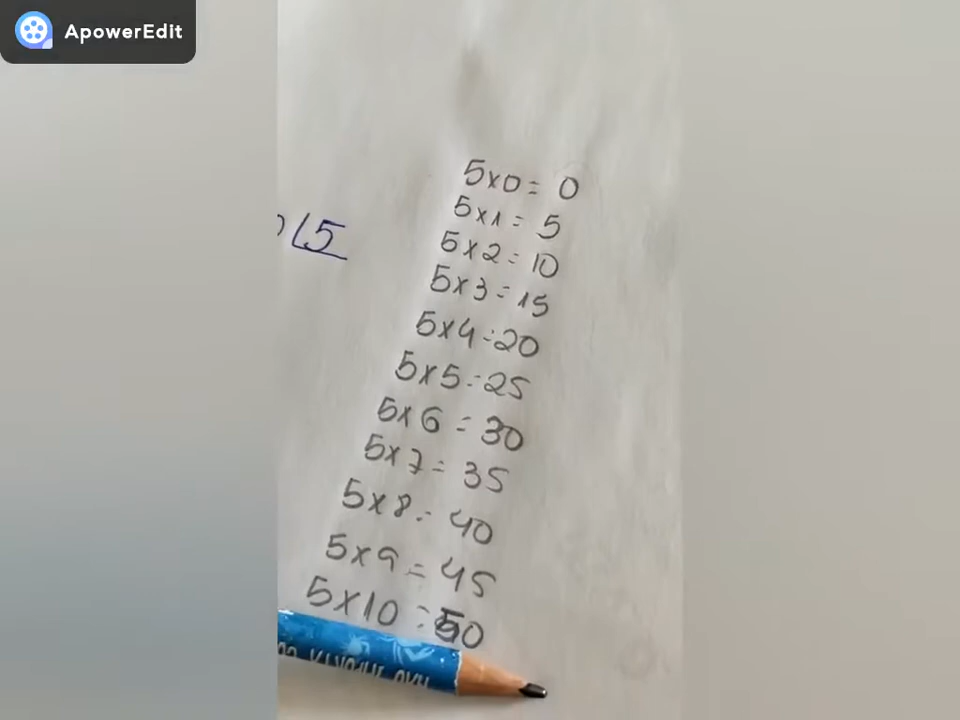 ApowerEdit
5x0= 0
5x1= 5
5x2= 10
5x3= 15
5x4= 20
5x5= 25
5x6= 30
5x7= 35
5x8= 40
5x9= 45
5x10= 50
5